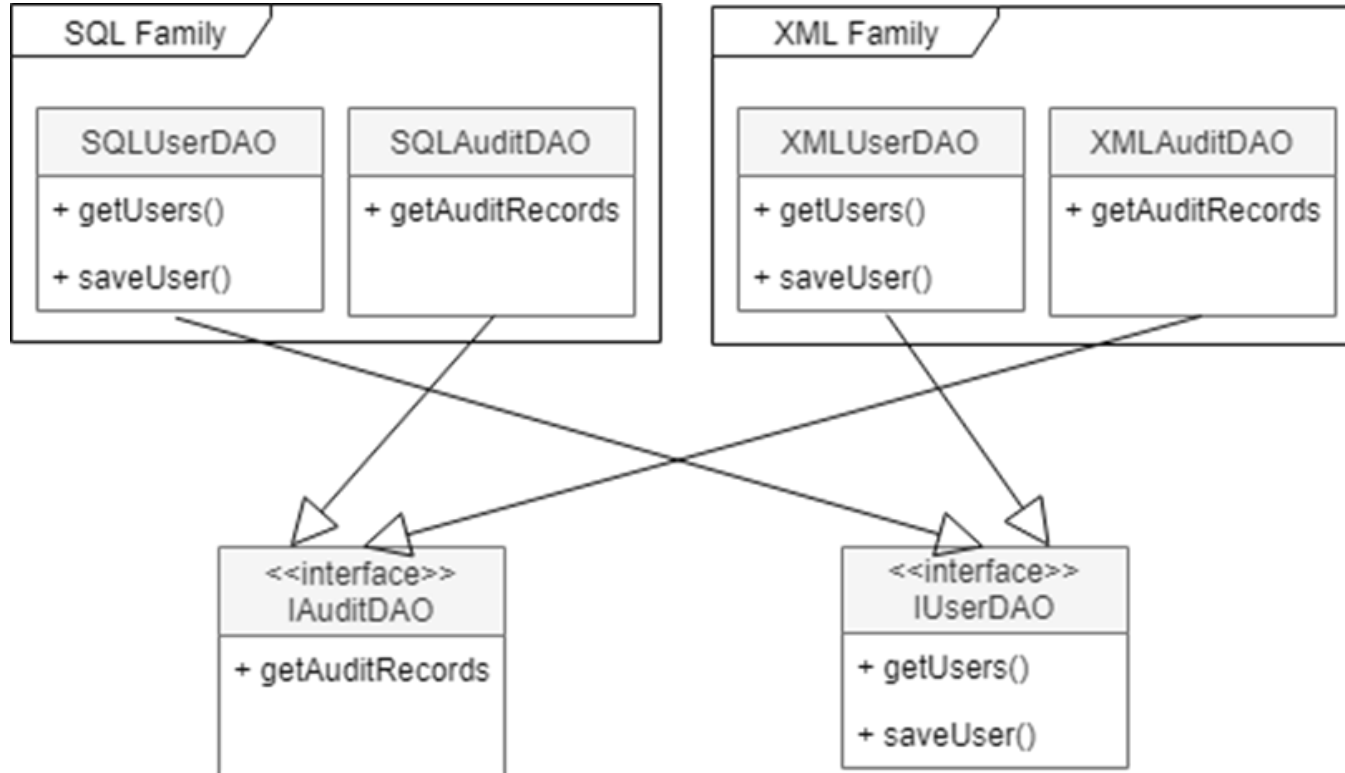 SQL Family
XML Family
SQLUserDAO
+ getUsers()
+ saveUser()
SQLAuditDAO
+ getAuditRecords
XMLUserDAO
+ getUsers()
+ saveUser()
XMLAuditDAO
+ getAuditRecords
<<interface>>
IAuditDAO
+ getAuditRecords
<<interface>>
IUserDAO
+ getUsers()
+ saveUser()